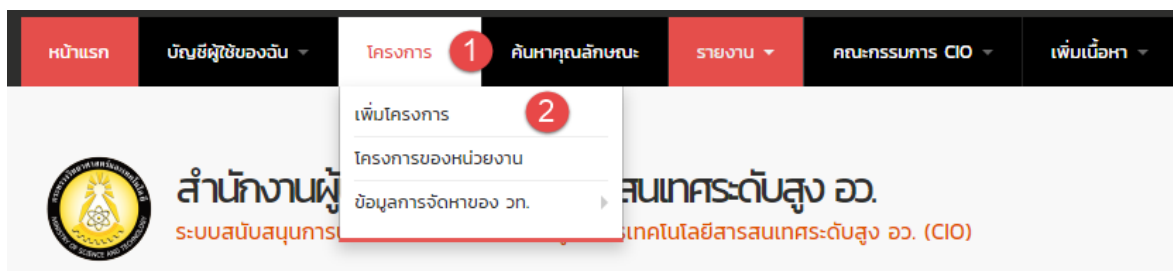 หน้าแรก บัญชีผู้ใช้ของฉัน โครงการ 1 ค้นหาคุณลักษณะ รายงาน คณะกรรมการ CIO เพิ่มเนื้อหา
เพิ่มโครงการ 2
โครงการของหน่วยงาน
ข้อมูลการจัดหาของ วท.
สำนักงานผู้ สนเทศระดับสูง อว.
ระบบสนับสนุนการ เทคโนโลยีสารสนเทศระดับสูง อว. (CIO)